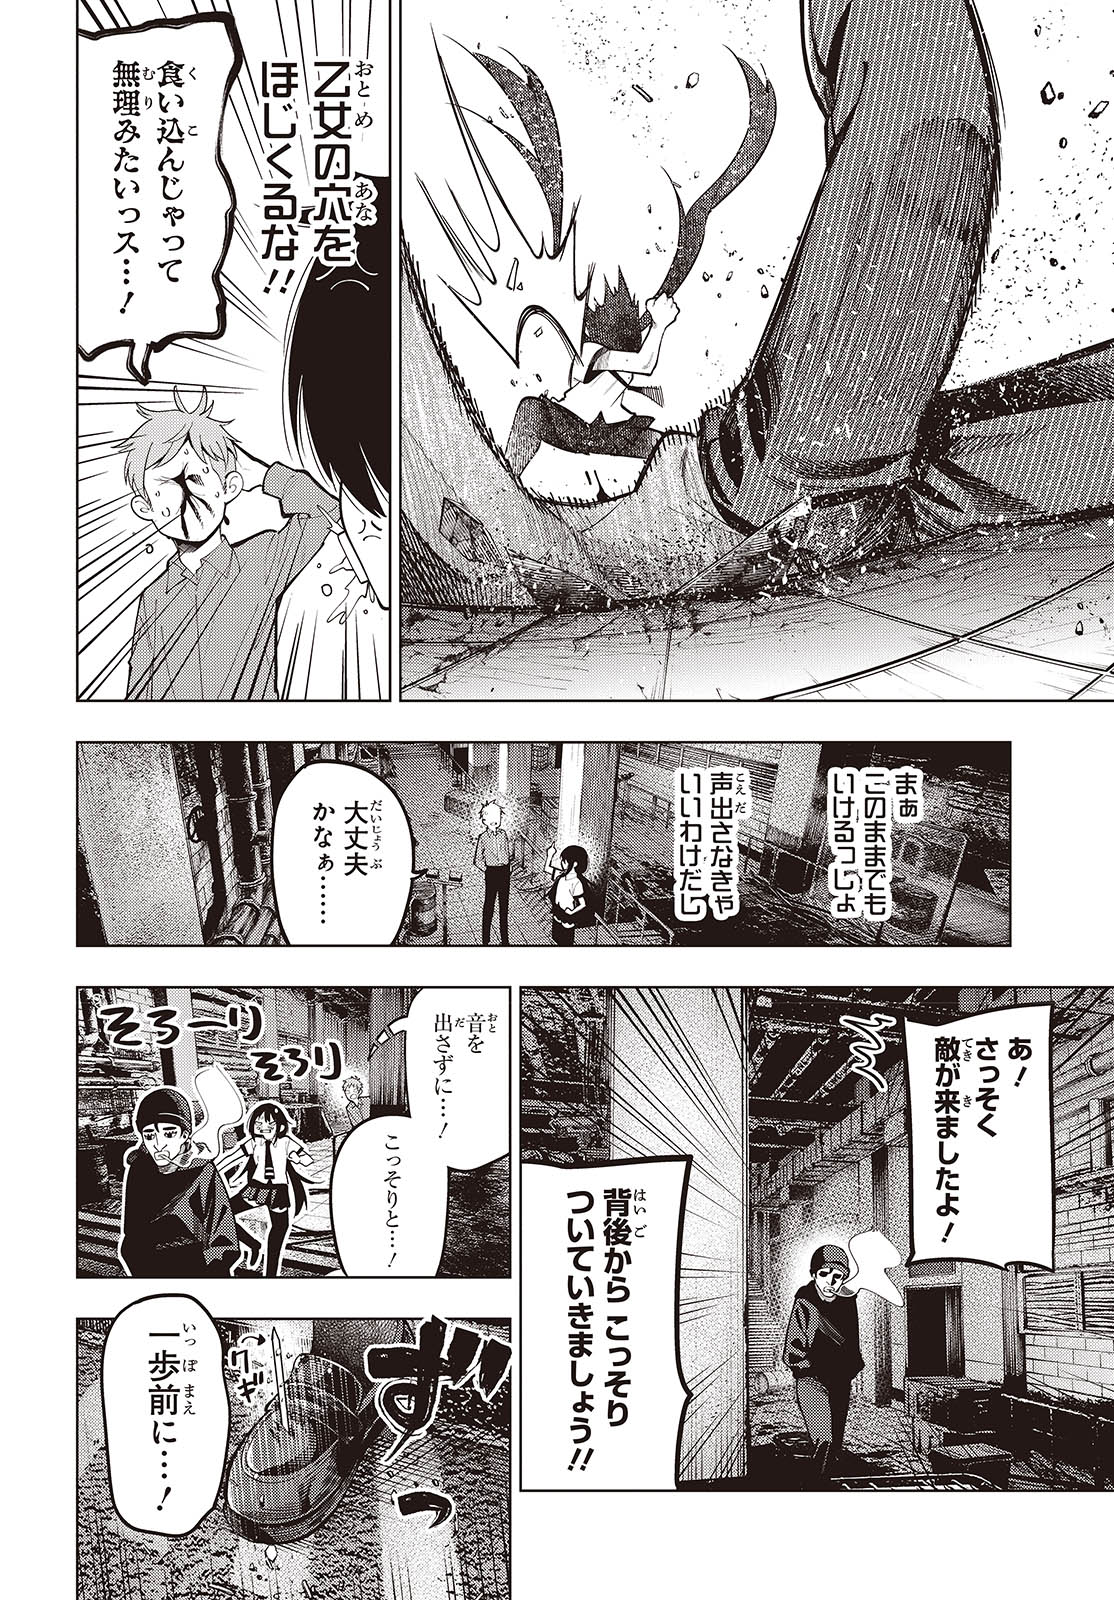 乙女の穴を
ほじくるな!!
食い込んじゃって
無理みたいっス…!
まぁ
このままでも
いけるっしょ
声出さなきゃ
いいわけだし
大丈夫
かなぁ……
あ!
さっそく
敵が来ましたよ!
背後から こっそり
ついていきましょう!!
音を
出さずに…!
こっそりと…!
そろーり
そろり
一歩前に…!
グギ
ずっ